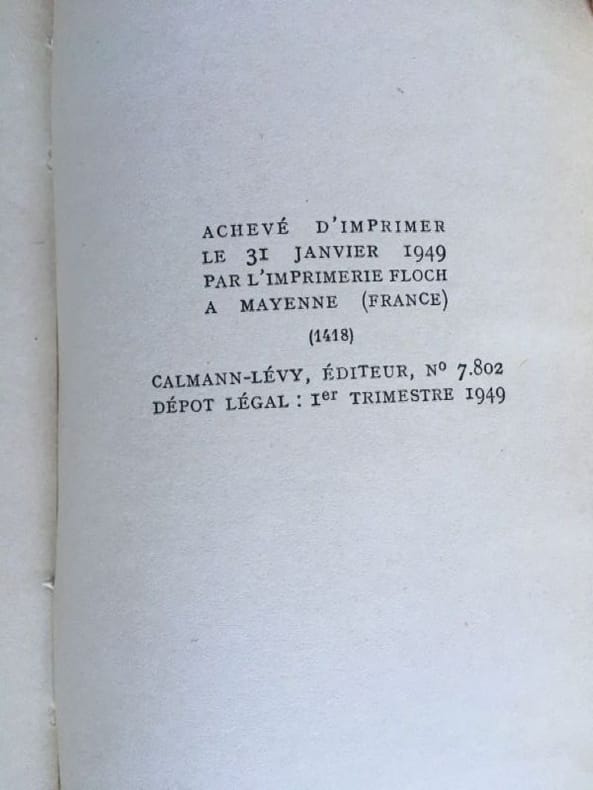 ACHEVÉ D'IMPRIMER
LE 31 JANVIER 1949
PAR L'IMPRIMERIE FLOCH
A MAYENNE (FRANCE)
(1418)
CALMANN-LÉVY, ÉDITEUR, Nº 7.802
DÉPOT LÉGAL : 1er TRIMESTRE 1949